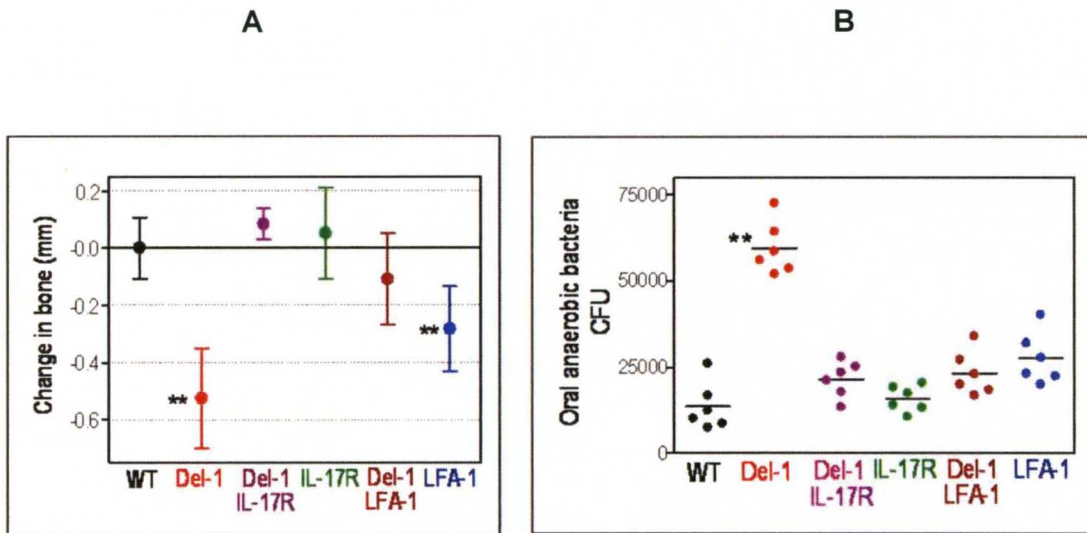 A
B
Change in bone (mm)
0.2
-0.0
-0.2
-0.4
-0.6
**
**
WT Del-1 Del-1 IL-17R Del-1 LFA-1
IL-17R LFA-1
Oral anaerobic bacteria
CFU
75000
50000
25000
0
**
WT Del-1 Del-1 IL-17R Del-1 LFA-1
IL-17R LFA-1